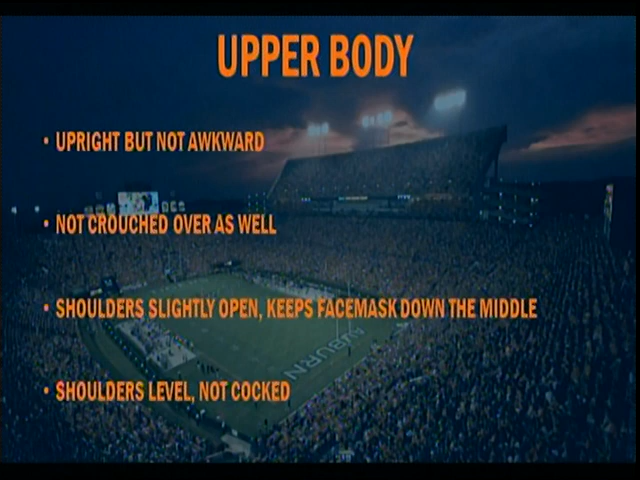 UPPER BODY
• UPRIGHT BUT NOT AWKWARD
• NOT CROUCHED OVER AS WELL
• SHOULDERS SLIGHTLY OPEN, KEEPS FACEMASK DOWN THE MIDDLE
AUBURN
• SHOULDERS LEVEL, NOT COCKED